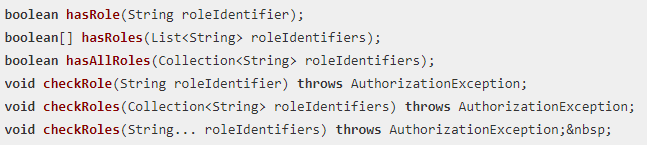 boolean hasRole(String roleIdentifier);
boolean[] hasRoles(List<String> roleIdentifiers);
boolean hasAllRoles(Collection<String> roleIdentifiers);
void checkRole(String roleIdentifier) throws AuthorizationException;
void checkRoles(Collection<String> roleIdentifiers) throws AuthorizationException;
void checkRoles(String... roleIdentifiers) throws AuthorizationException;&nbsp;